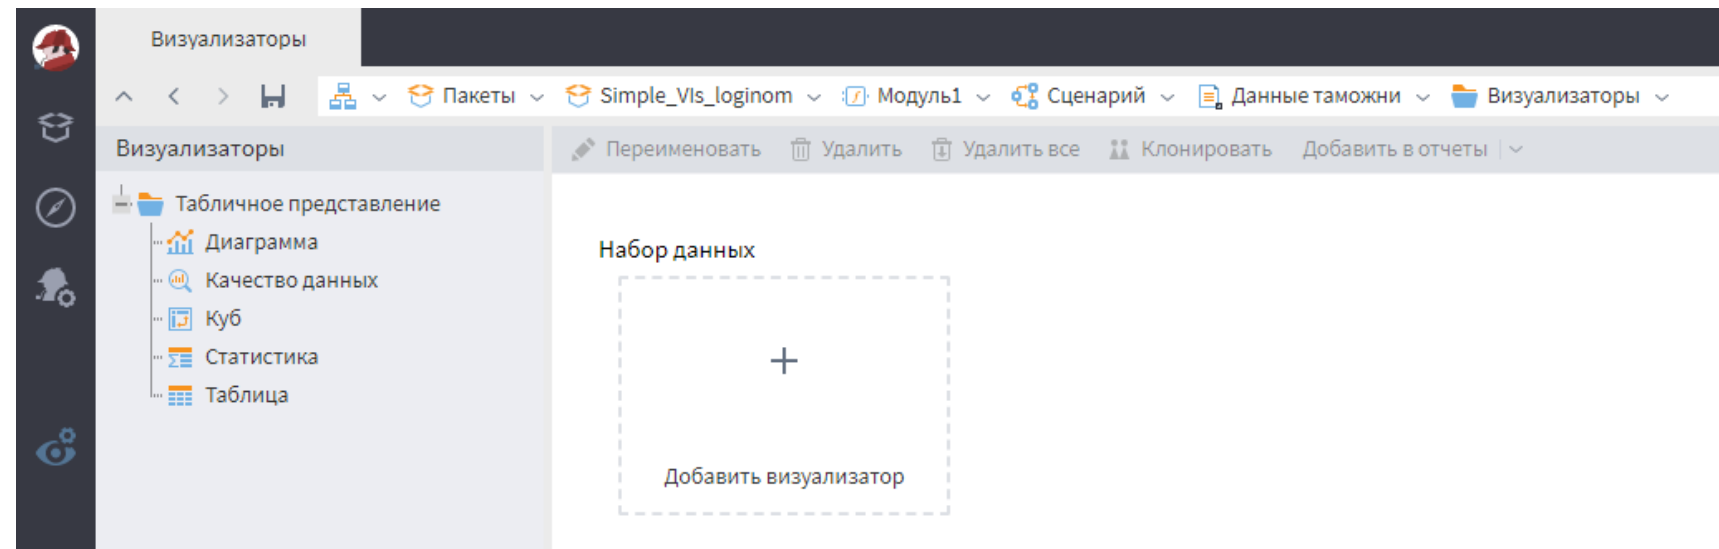 Визуализаторы
Пакеты Simple_VIs_loginom Модуль1 Сценарий Данные таможни Визуализаторы
Визуализаторы
Переименовать Удалить Удалить все Клонировать Добавить в отчеты
Табличное представление
Диаграмма
Качество данных
Куб
Статистика
Таблица
Набор данных
Добавить визуализатор